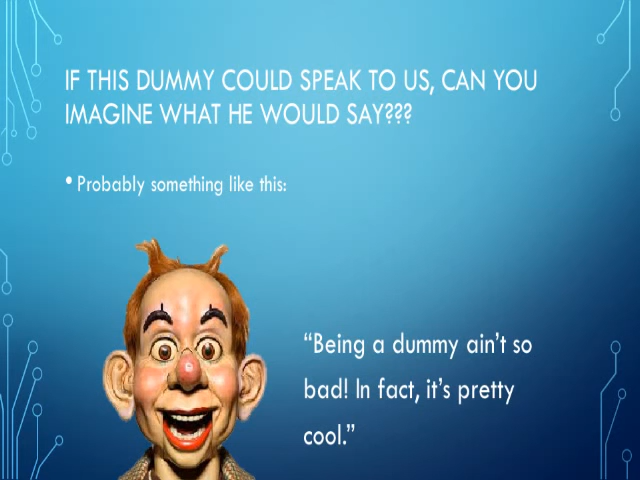 IF THIS DUMMY COULD SPEAK TO US, CAN YOU
IMAGINE WHAT HE WOULD SAY???
• Probably something like this:
“Being a dummy ain’t so
bad! In fact, it’s pretty
cool.”